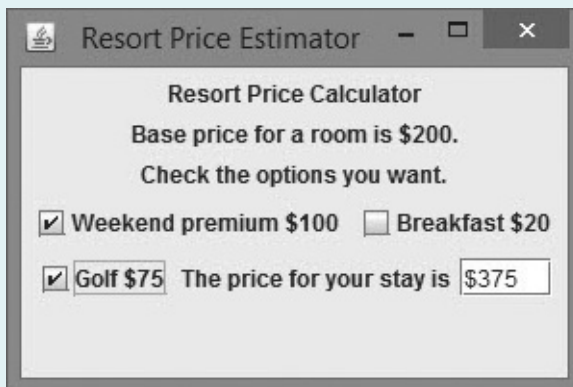 Resort Price Estimator
Resort Price Calculator
Base price for a room is $200.
Check the options you want.
Weekend premium $100 Breakfast $20
Golf $75 The price for your stay is $375